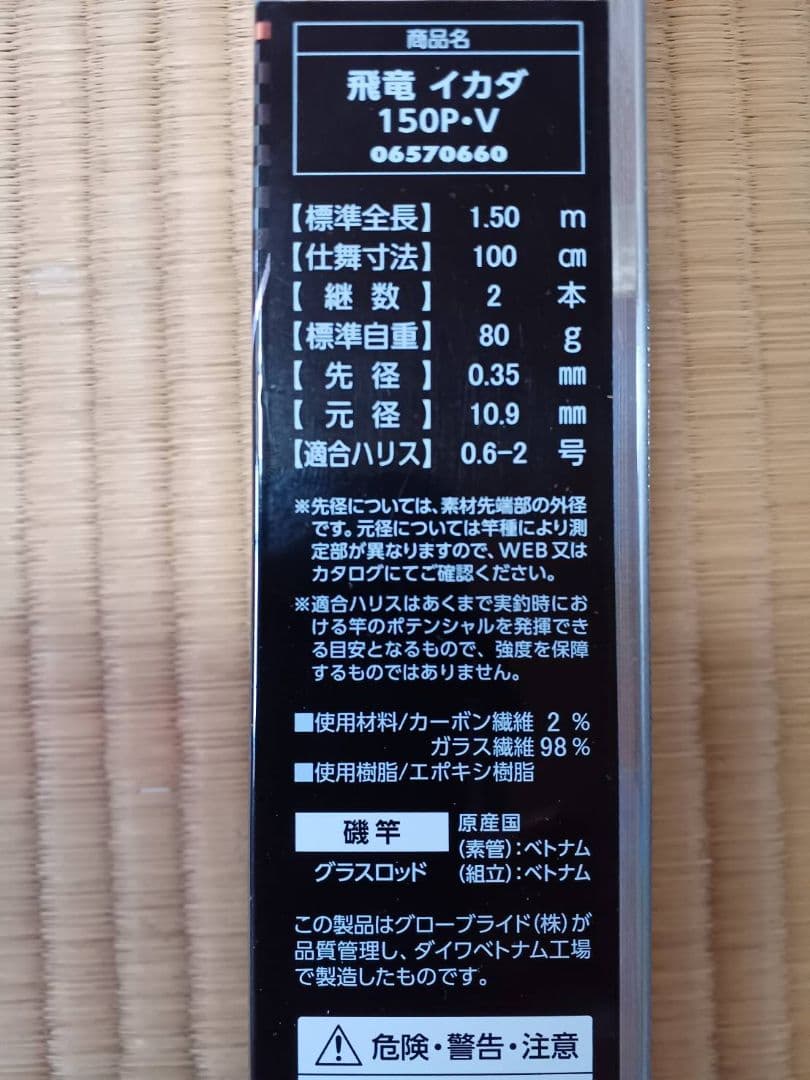 商品名
飛竜 イカダ
150P・V
06570660
【標準全長】 1.50 m
【仕舞寸法】 100 ㎝
【継数】 2 本
【標準自重】 80 g
【先径】 0.35 ㎜
【元径】 10.9 ㎜
【適合ハリス】 0.6-2 号
※先径については、素材先端部の外径
です。元径については竿種により測
定部が異なりますので、WEB又は
カタログにてご確認ください。
※適合ハリスはあくまで実釣時にお
ける竿のポテンシャルを発揮でき
る目安となるもので、強度を保障
するものではありません。
■使用材料/カーボン繊維 2 %
ガラス繊維 98 %
■使用樹脂/エポキシ樹脂
磯竿
グラスロッド
原産国
(素管):ベトナム
(組立):ベトナム
この製品はグローブライド(株)が
品質管理し、ダイワベトナム工場
で製造したものです。
危険・警告・注意